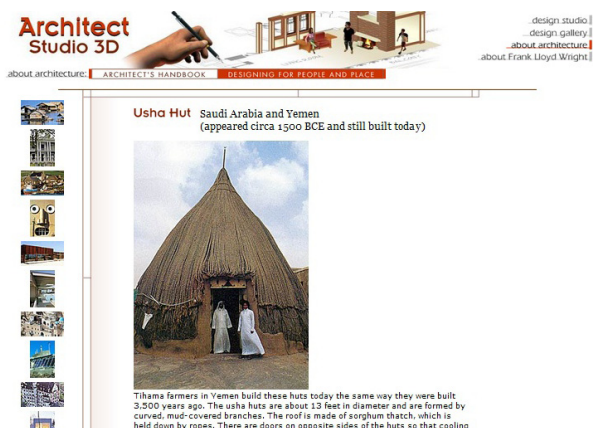 Architect
Studio 3D
design studio
design gallery
about architecture
about Frank Lloyd Wright
about architecture:
ARCHITECT'S HANDBOOK
DESIGNING FOR PEOPLE AND PLACE
Usha Hut Saudi Arabia and Yemen
(appeared circa 1500 BCE and still built today)
Tihama farmers in Yemen build these huts today the same way they were built
3,500 years ago. The usha huts are about 13 feet in diameter and are formed by
curved, mud-covered branches. The roof is made of sorghum thatch, which is
held down by ropes. There are doors on opposite sides of the huts so that cooling